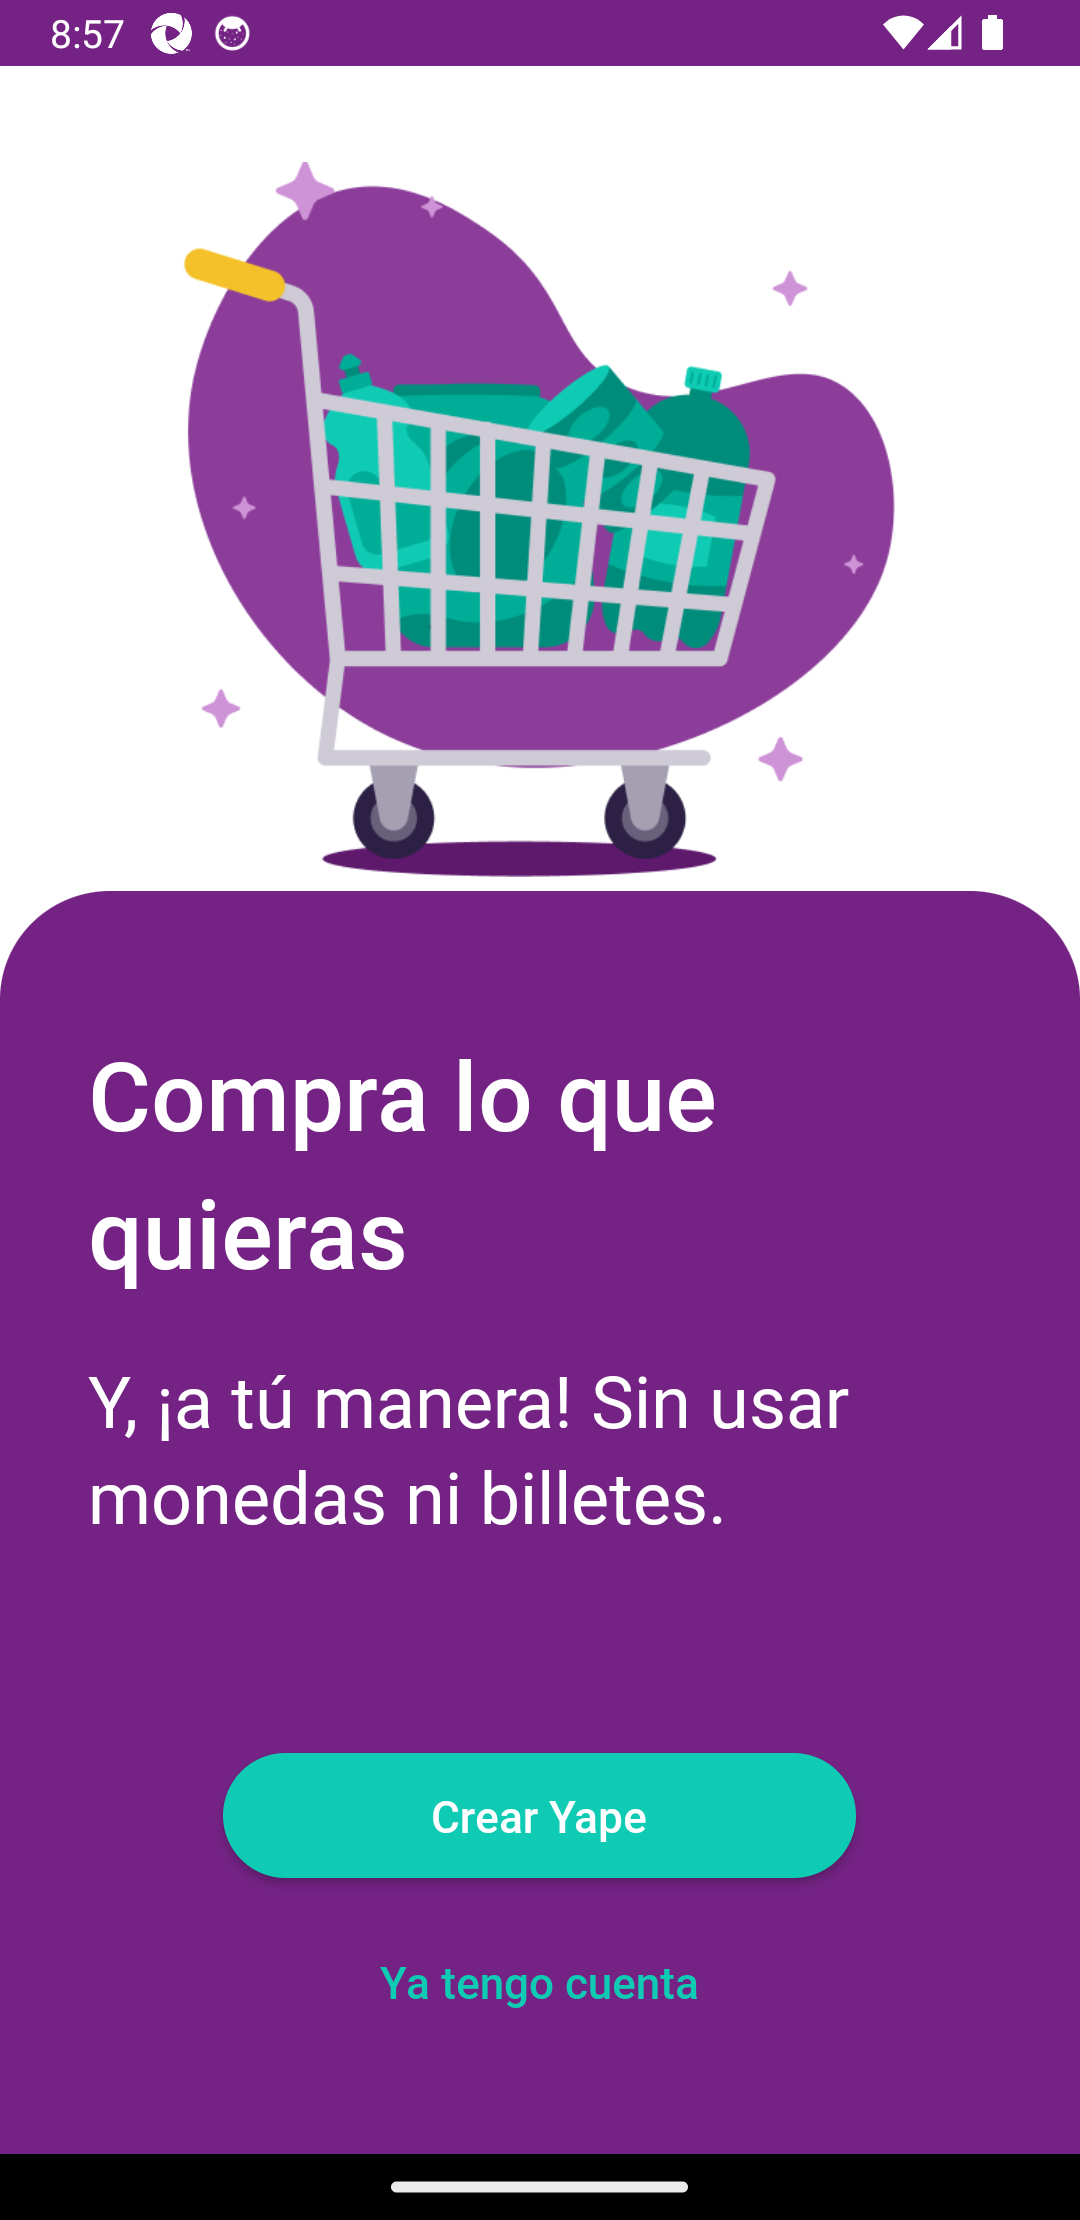 8:57
Compra lo que
quieras
Y, ¡a tú manera! Sin usar
monedas ni billetes.
Crear Yape
Ya tengo cuenta